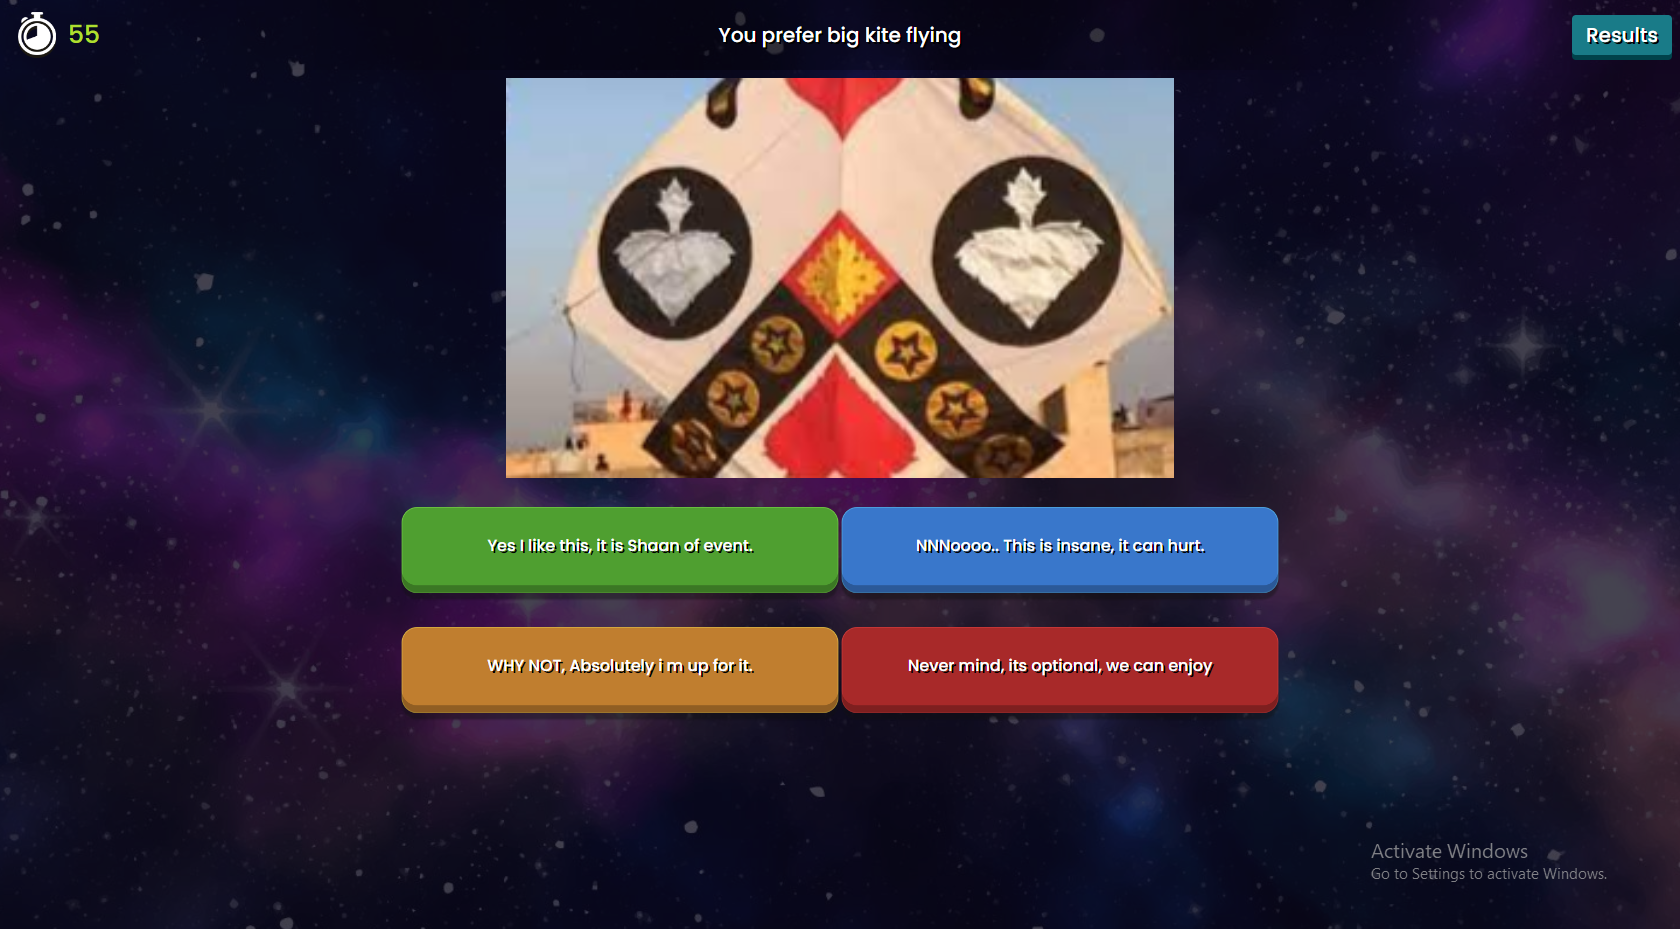 55
You prefer big kite flying
Results
Yes I like this, it is Shaan of event.
NNNoooo.. This is insane, it can hurt.
WHY NOT, Absolutely i m up for it.
Never mind, its optional, we can enjoy
Activate Windows
Go to Settings to activate Windows.